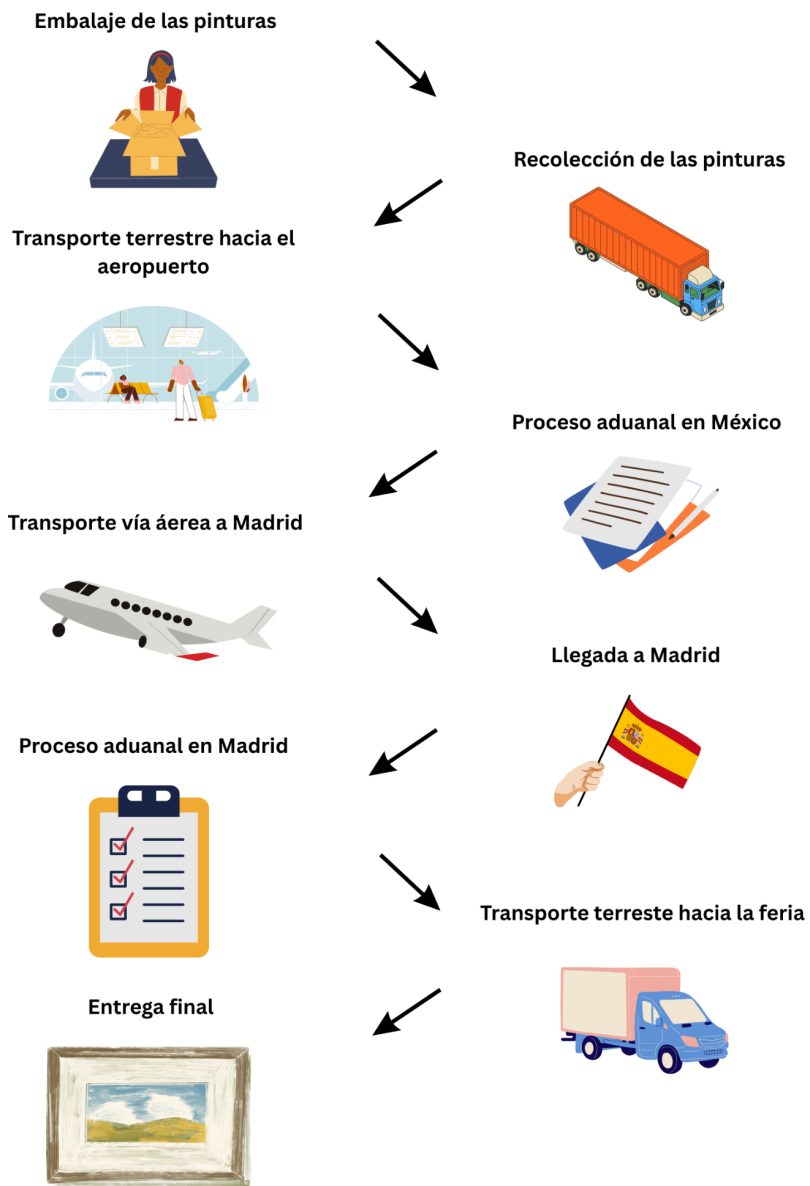 Embalaje de las pinturas
Recolección de las pinturas
Transporte terrestre hacia el
aeropuerto
Proceso aduanal en México
Transporte vía áerea a Madrid
Llegada a Madrid
Proceso aduanal en Madrid
Transporte terreste hacia la feria
Entrega final